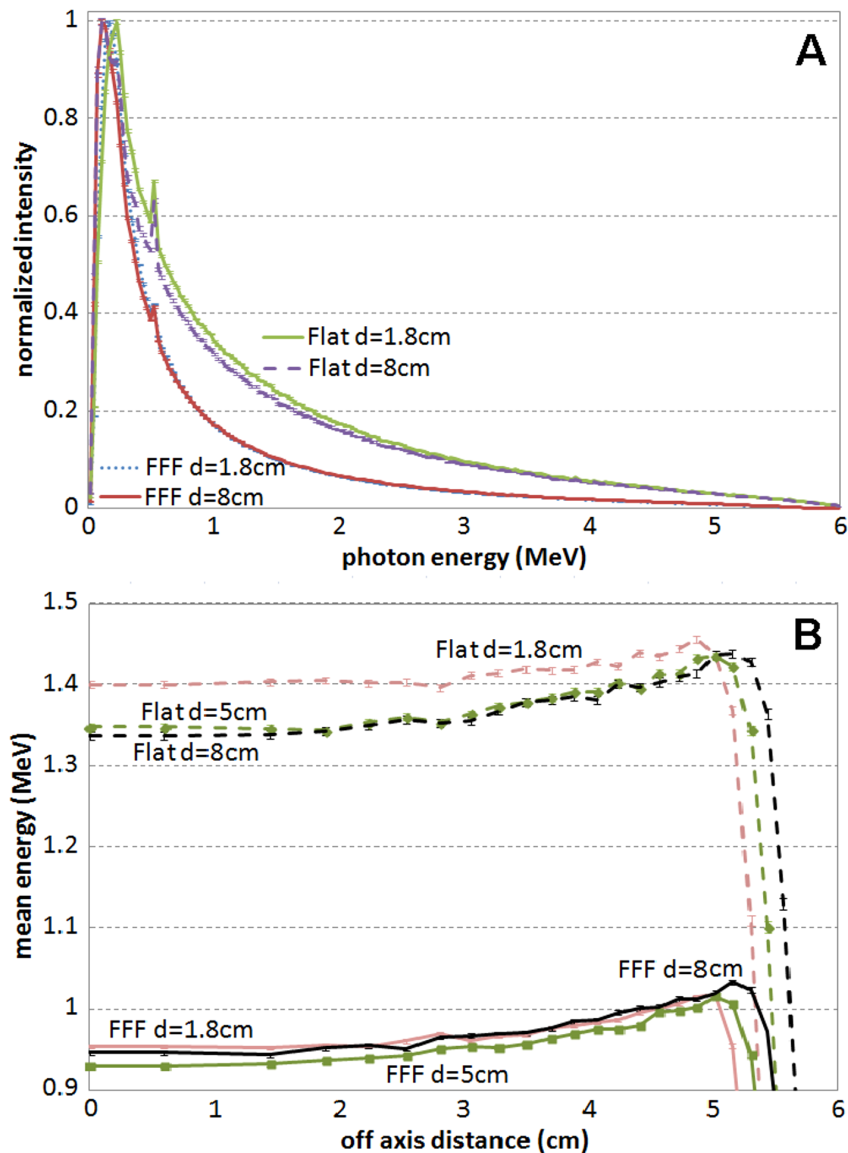 A
1
0.8
0.6
0.4
0.2
0
normalized intensity
Flat d=1.8cm
Flat d=8cm
FFF d=1.8cm
FFF d=8cm
0 1 2 3 4 5 6
photon energy (MeV)
B
1.5
1.4
1.3
1.2
1.1
1
0.9
mean energy (MeV)
Flat d=1.8cm
Flat d=5cm
Flat d=8cm
FFF d=8cm
FFF d=1.8cm
FFF d=5cm
0 1 2 3 4 5 6
off axis distance (cm)